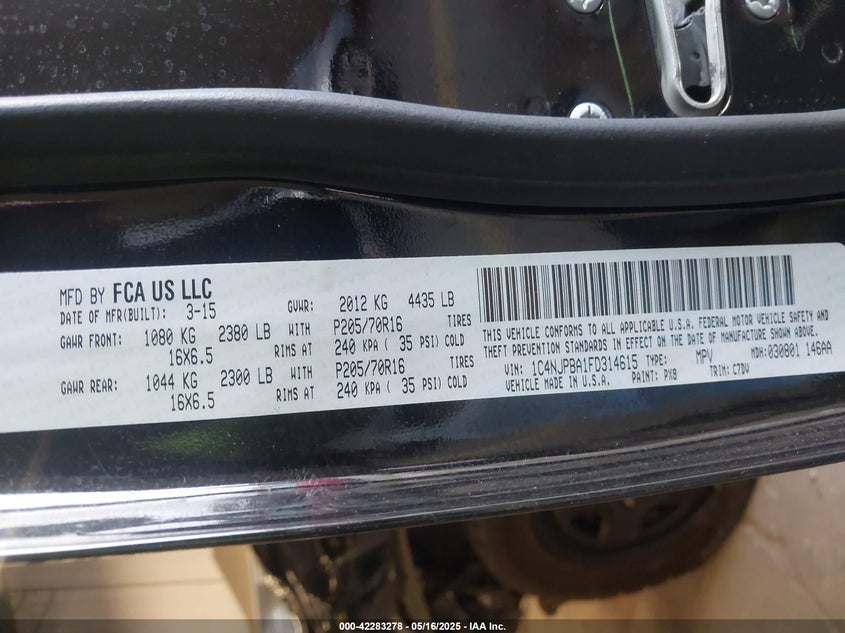 MFD BY FCA US LLC
DATE OF MFR(BUILT): 3-15 GVWR: 2012 KG 4435 LB
GAWR FRONT: 1080 KG 2380 LB WITH P205/70R16 TIRES
16X6.5 RIMS AT 240 KPA ( 35 PSI) COLD
GAWR REAR: 1044 KG 2300 LB WITH P205/70R16 TIRES
16X6.5 RIMS AT 240 KPA ( 35 PSI) COLD
THIS VEHICLE CONFORMS TO ALL APPLICABLE U.S.A. FEDERAL MOTOR VEHICLE SAFETY AND
THEFT PREVENTION STANDARDS IN EFFECT ON THE DATE OF MANUFACTURE SHOWN ABOVE.
VIN: 1C4NJPBA1FD314615 TYPE: MPV MDH:030801 146AA
VEHICLE MADE IN U.S.A. PAINT: PX8 TRIM: C7DV
000-42283278 - 05/16/2025 - IAA Inc.